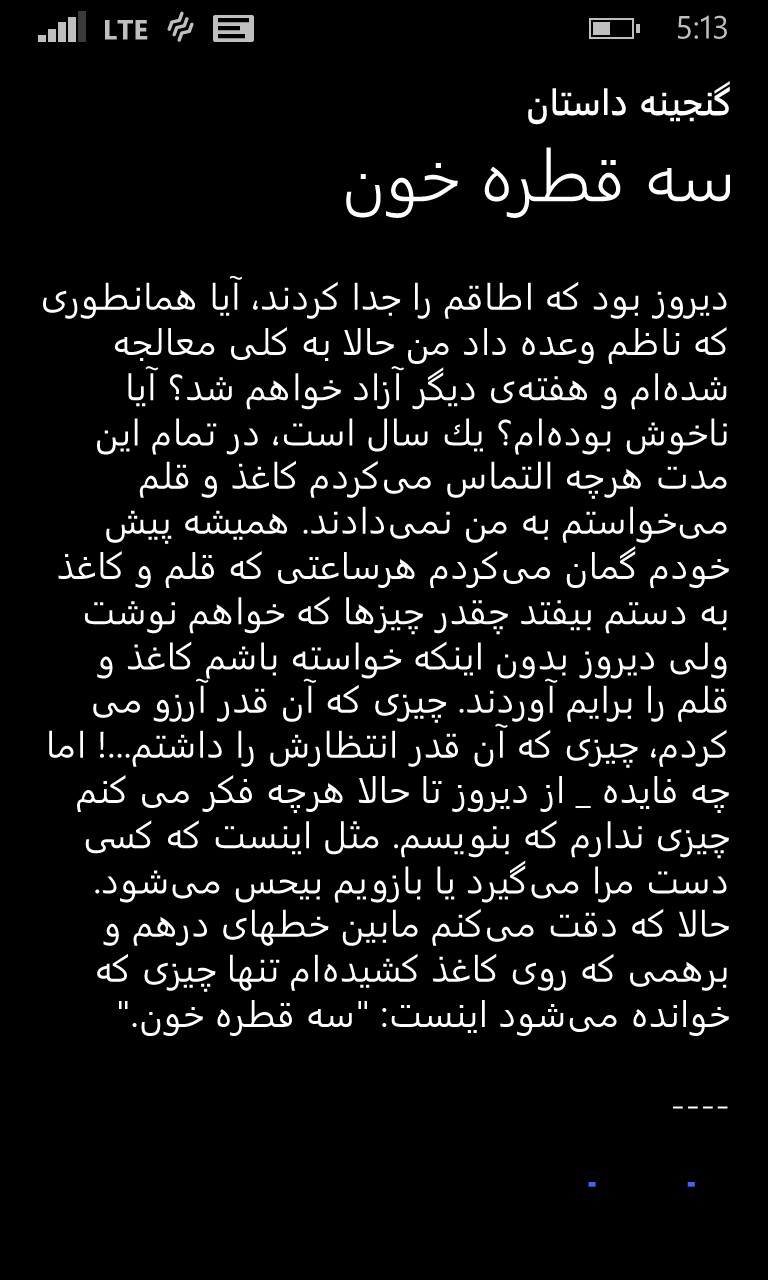 LTE 5:13
گنجینه داستان
سه قطره خون
دیروز بود که اطاقم را جدا کردند، آیا همانطوری
که ناظم وعده داد من حالا به کلی معالجه
شده‌ام و هفته‌ی دیگر آزاد خواهم شد؟ آیا
ناخوش بوده‌ام؟ یك سال است، در تمام این
مدت هرچه التماس می‌کردم کاغذ و قلم
می‌خواستم به من نمی‌دادند. همیشه پیش
خودم گمان می‌کردم هرساعتی که قلم و کاغذ
به دستم بیفتد چقدر چیزها که خواهم نوشت
ولی دیروز بدون اینکه خواسته باشم کاغذ و
قلم را برایم آوردند. چیزی که آن قدر آرزو می
کردم، چیزی که آن قدر انتظارش را داشتم...! اما
چه فایده _ از دیروز تا حالا هرچه فکر می کنم
چیزی ندارم که بنویسم. مثل اینست که کسی
دست مرا می‌گیرد یا بازویم بیحس می‌شود.
حالا که دقت می‌کنم مابین خطهای درهم و
برهمی که روی کاغذ کشیده‌ام تنها چیزی که
خوانده می‌شود اینست: "سه قطره خون."
----